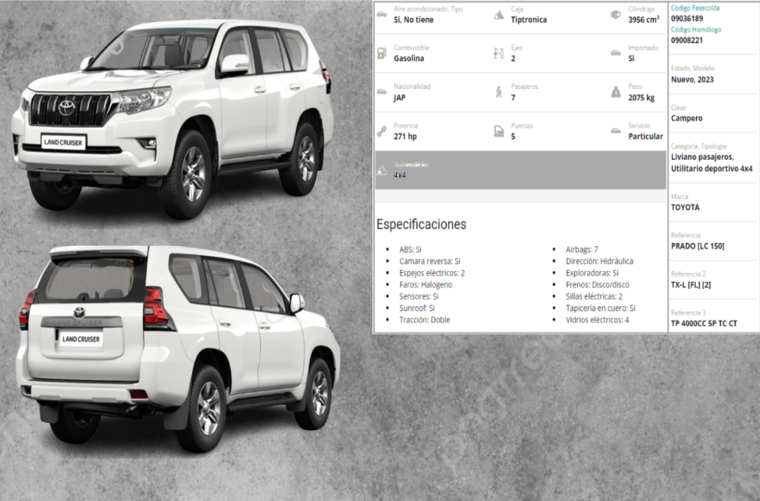 LAND CRUISER
LAND CRUISER
Aire acondicionado, Tipo
Si, No tiene
Caja
Tiptronica
Cilindraje
3956 cm³
Combustible
Gasolina
Ejes
2
Importado
Si
Nacionalidad
JAP
Pasajeros
7
Peso
2075 kg
Potencia
271 hp
Puertas
5
Servicio
Particular
Transmisión
4x4
Especificaciones
• ABS: Si
• Camara reversa: Si
• Espejos eléctricos: 2
• Faros: Halogeno
• Sensores: Si
• Sunroof: Si
• Tracción: Doble
• Airbags: 7
• Dirección: Hidráulica
• Exploradoras: Si
• Frenos: Disco/disco
• Sillas eléctricas: 2
• Tapicería en cuero: Si
• Vidrios eléctricos: 4
Código Fasecolda
09036189
Código Homólogo
09008221
Estado, Modelo
Nuevo, 2023
Clase
Campero
Categoría, Tipología
Liviano pasajeros,
Utilitario deportivo 4x4
Marca
TOYOTA
Referencia
PRADO [LC 150]
Referencia 2
TX-L [FL] [2]
Referencia 3
TP 4000CC 5P TC CT